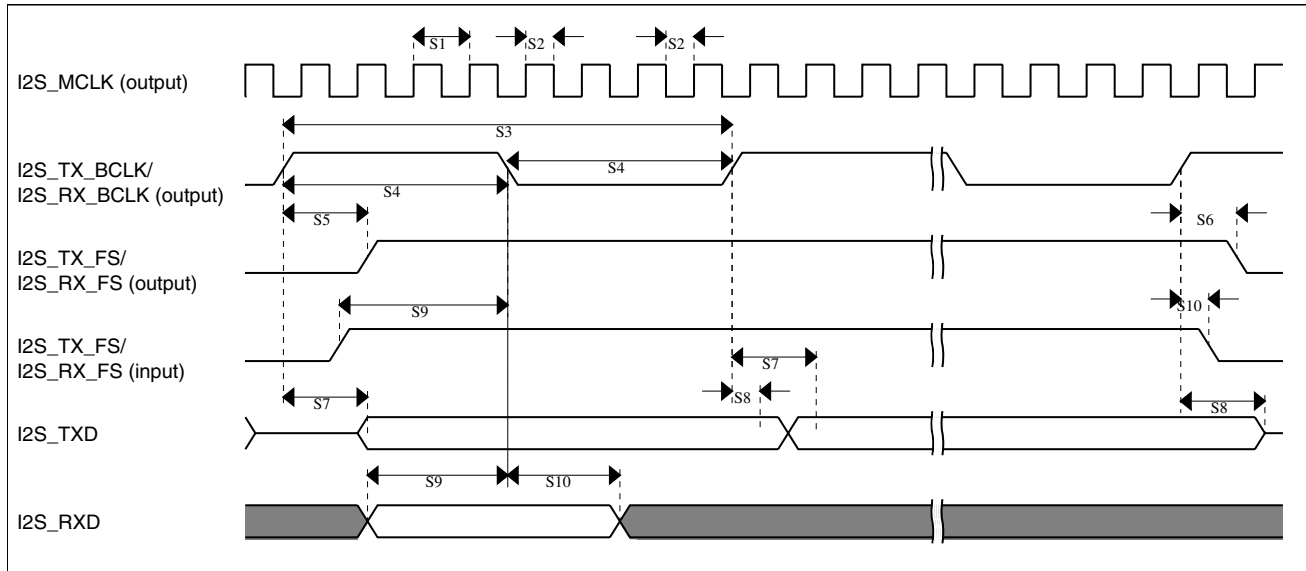 S1
S2
S2
I2S_MCLK (output)
S3
I2S_TX_BCLK/
I2S_RX_BCLK (output)
S4
S4
S5
S6
I2S_TX_FS/
I2S_RX_FS (output)
S9
S10
I2S_TX_FS/
I2S_RX_FS (input)
S7
S7
S8
S8
I2S_TXD
S9
S10
I2S_RXD